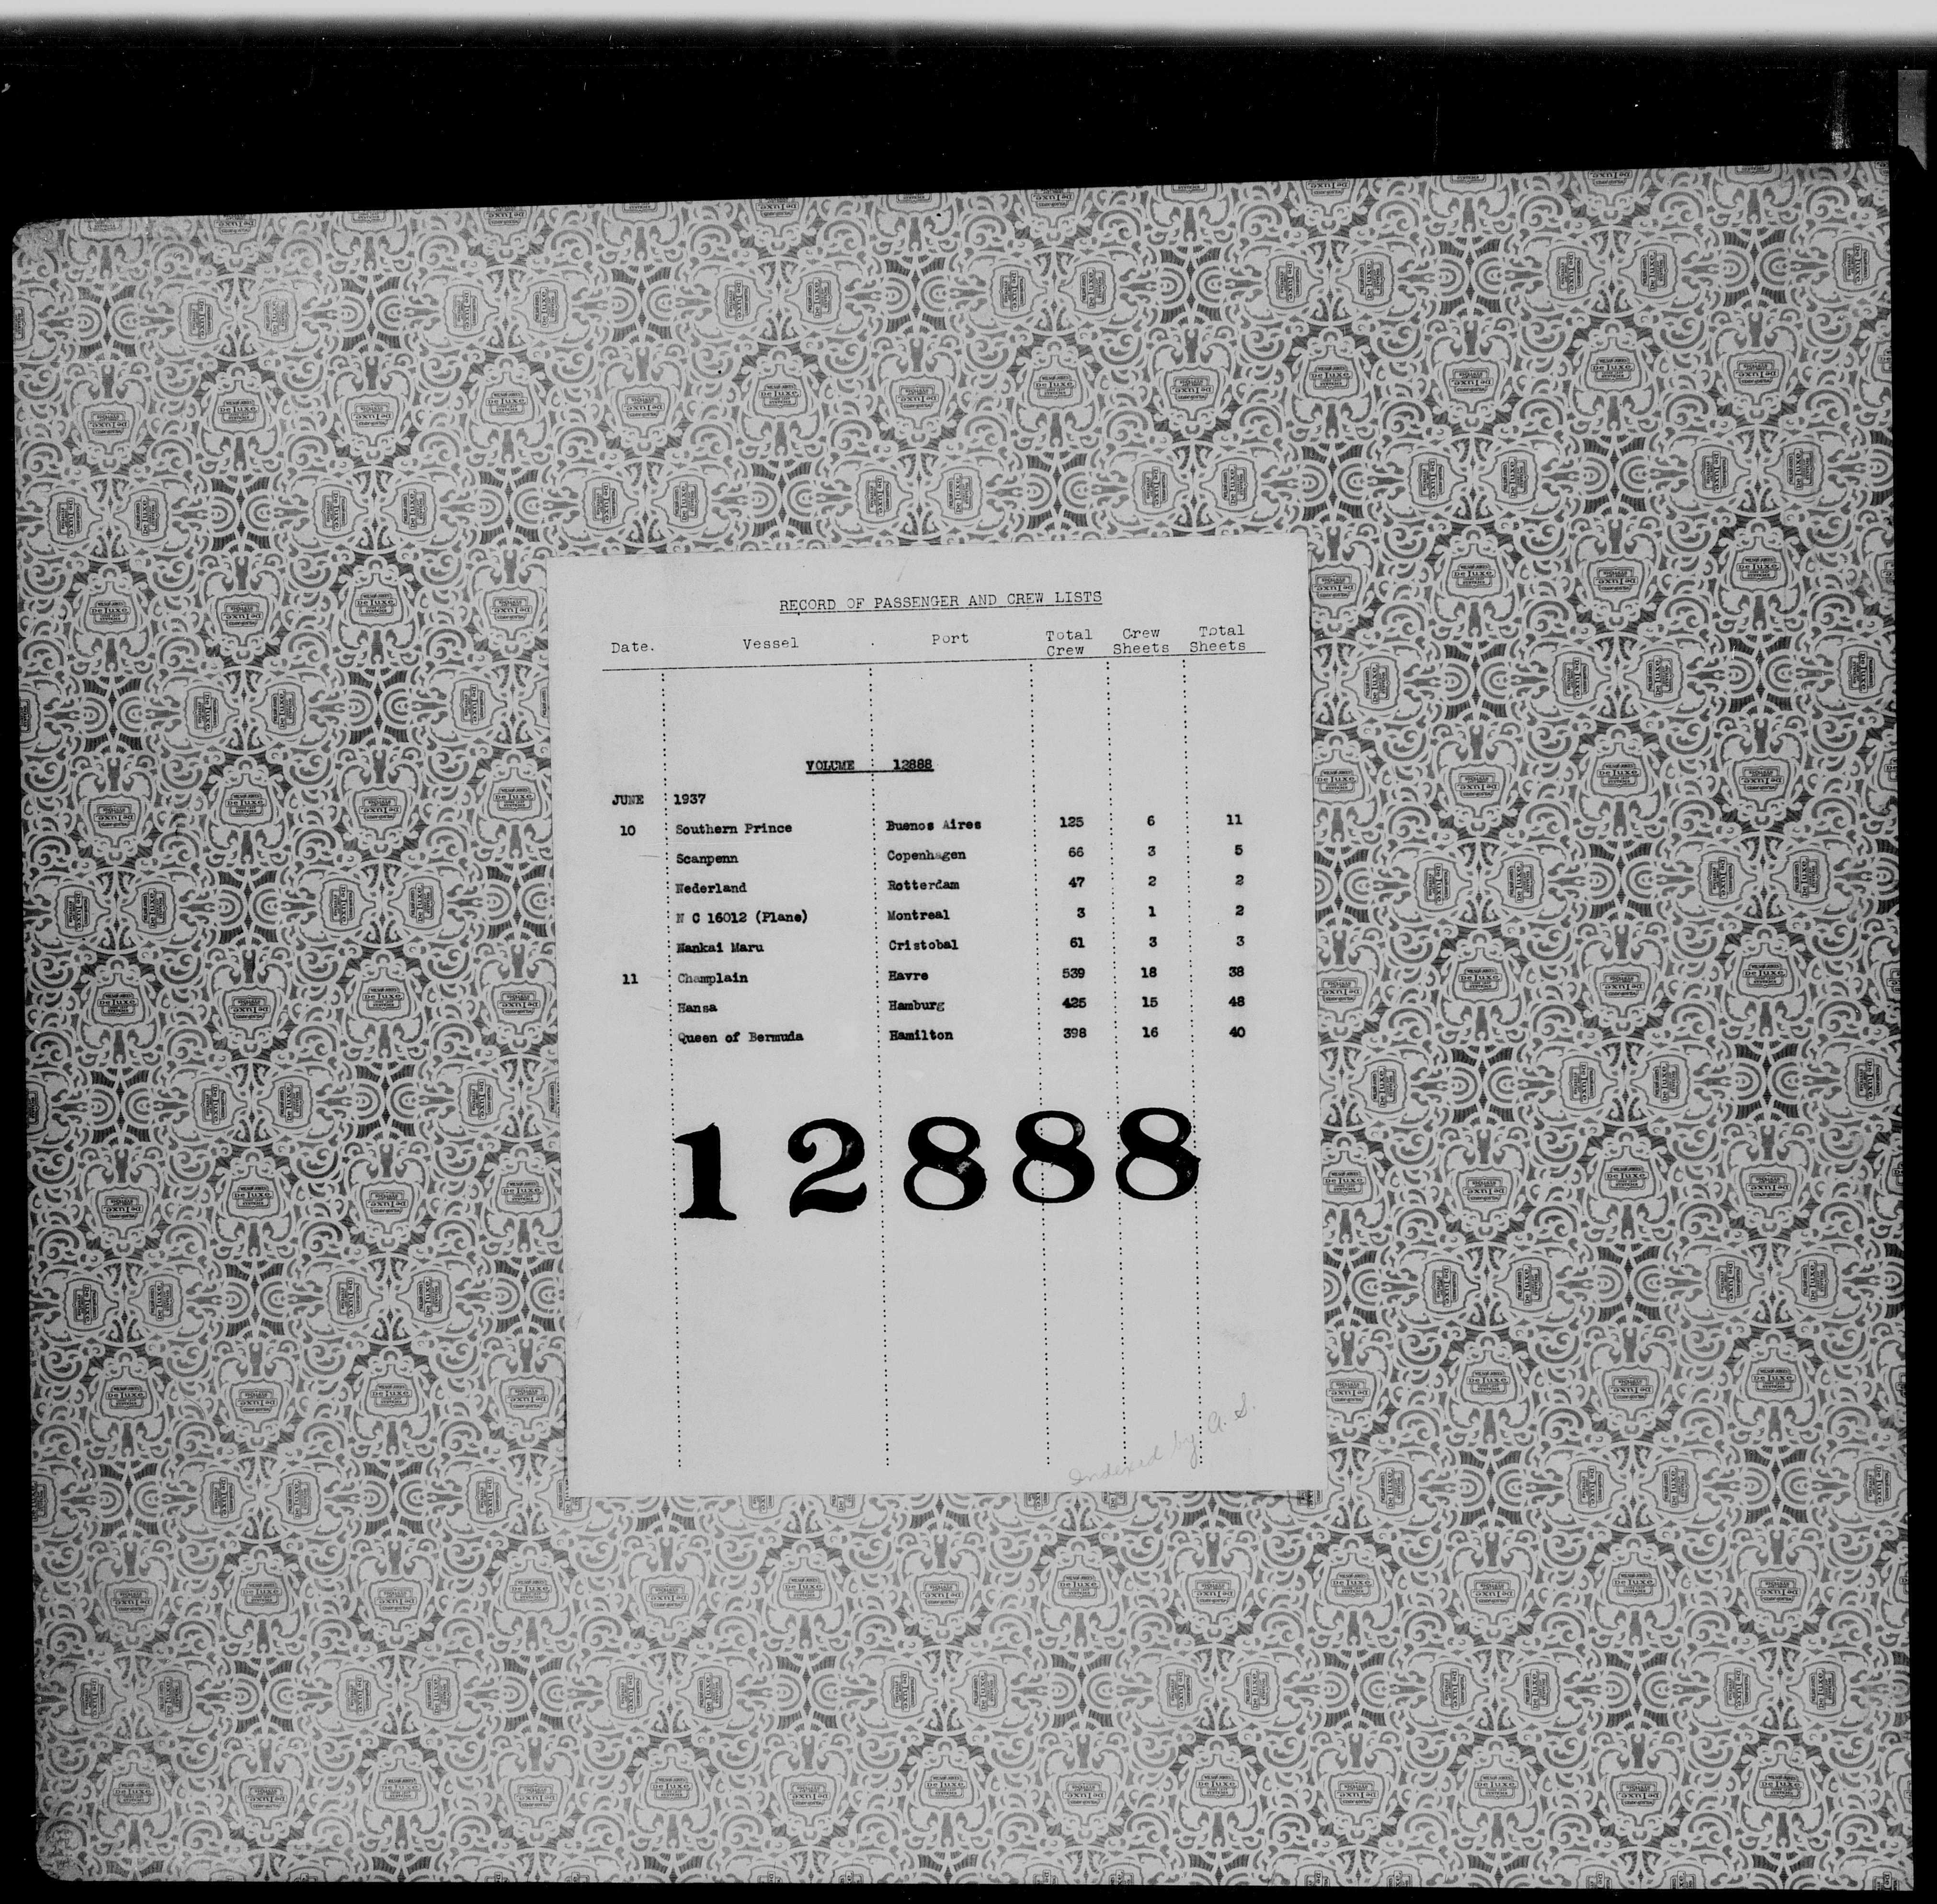 RECORD OF PASSENGER AND CREW LISTS
Date. Vessel . Port Total Crew Crew Sheets Total Sheets
VOLUME 12888
JUNE 1937
10 Southern Prince Buenos Aires 125 6 11
Scanpenn Copenhagen 66 3 5
Nederland Rotterdam 47 2 2
N C 16012 (Plane) Montreal 3 1 2
Nankai Maru Cristobal 61 3 3
11 Champlain Havre 539 18 38
Hansa Hamburg 425 15 48
Queen of Bermuda Hamilton 398 16 40
12888
Indexed by A. S.